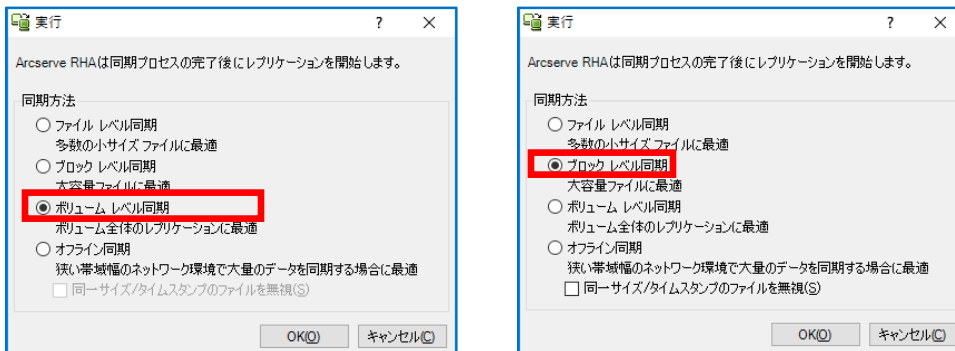 実行
?
×
Arcserve RHAは同期プロセスの完了後にレプリケーションを開始します。
同期方法
ファイル レベル同期
多数の小サイズ ファイルに最適
ブロック レベル同期
大容量ファイルに最適
ボリューム レベル同期
ボリューム全体のレプリケーションに最適
オフライン同期
狭い帯域幅のネットワーク環境で大量のデータを同期する場合に最適
同一サイズ/タイムスタンプのファイルを無視(S)
OK(O)
キャンセル(C)
実行
?
×
Arcserve RHAは同期プロセスの完了後にレプリケーションを開始します。
同期方法
ファイル レベル同期
多数の小サイズ ファイルに最適
ブロック レベル同期
大容量ファイルに最適
ボリューム レベル同期
ボリューム全体のレプリケーションに最適
オフライン同期
狭い帯域幅のネットワーク環境で大量のデータを同期する場合に最適
同一サイズ/タイムスタンプのファイルを無視(S)
OK(O)
キャンセル(C)